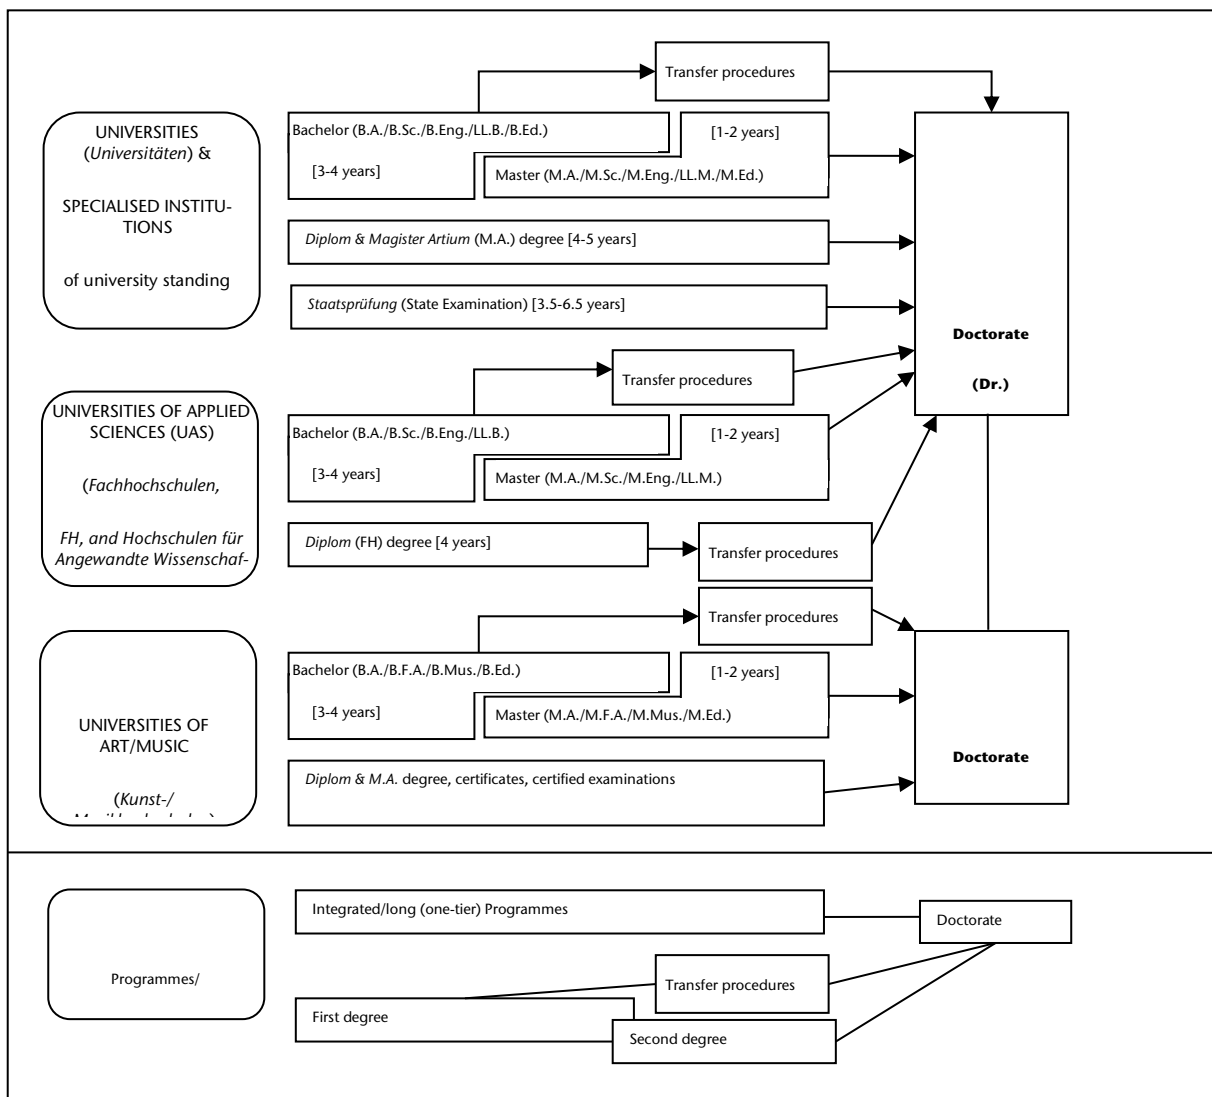 Transfer procedures
UNIVERSITIES
(Universitäten) &
SPECIALISED INSTITU-
TIONS
of university standing
Bachelor (B.A./B.Sc./B.Eng./LL.B./B.Ed.)
[3-4 years]
[1-2 years]
Master (M.A./M.Sc./M.Eng./LL.M./M.Ed.)
Diplom & Magister Artium (M.A.) degree [4-5 years]
Staatsprüfung (State Examination) [3.5-6.5 years]
Doctorate
(Dr.)
Transfer procedures
UNIVERSITIES OF APPLIED
SCIENCES (UAS)
(Fachhochschulen,
FH, and Hochschulen für
Angewandte Wissenschaf-
Bachelor (B.A./B.Sc./B.Eng./LL.B.)
[3-4 years]
[1-2 years]
Master (M.A./M.Sc./M.Eng./LL.M.)
Diplom (FH) degree [4 years]
Transfer procedures
Transfer procedures
UNIVERSITIES OF
ART/MUSIC
(Kunst-/
Bachelor (B.A./B.F.A./B.Mus./B.Ed.)
[3-4 years]
[1-2 years]
Master (M.A./M.F.A./M.Mus./M.Ed.)
Diplom & M.A. degree, certificates, certified examinations
Doctorate
Programmes/
Integrated/long (one-tier) Programmes
Doctorate
Transfer procedures
First degree
Second degree